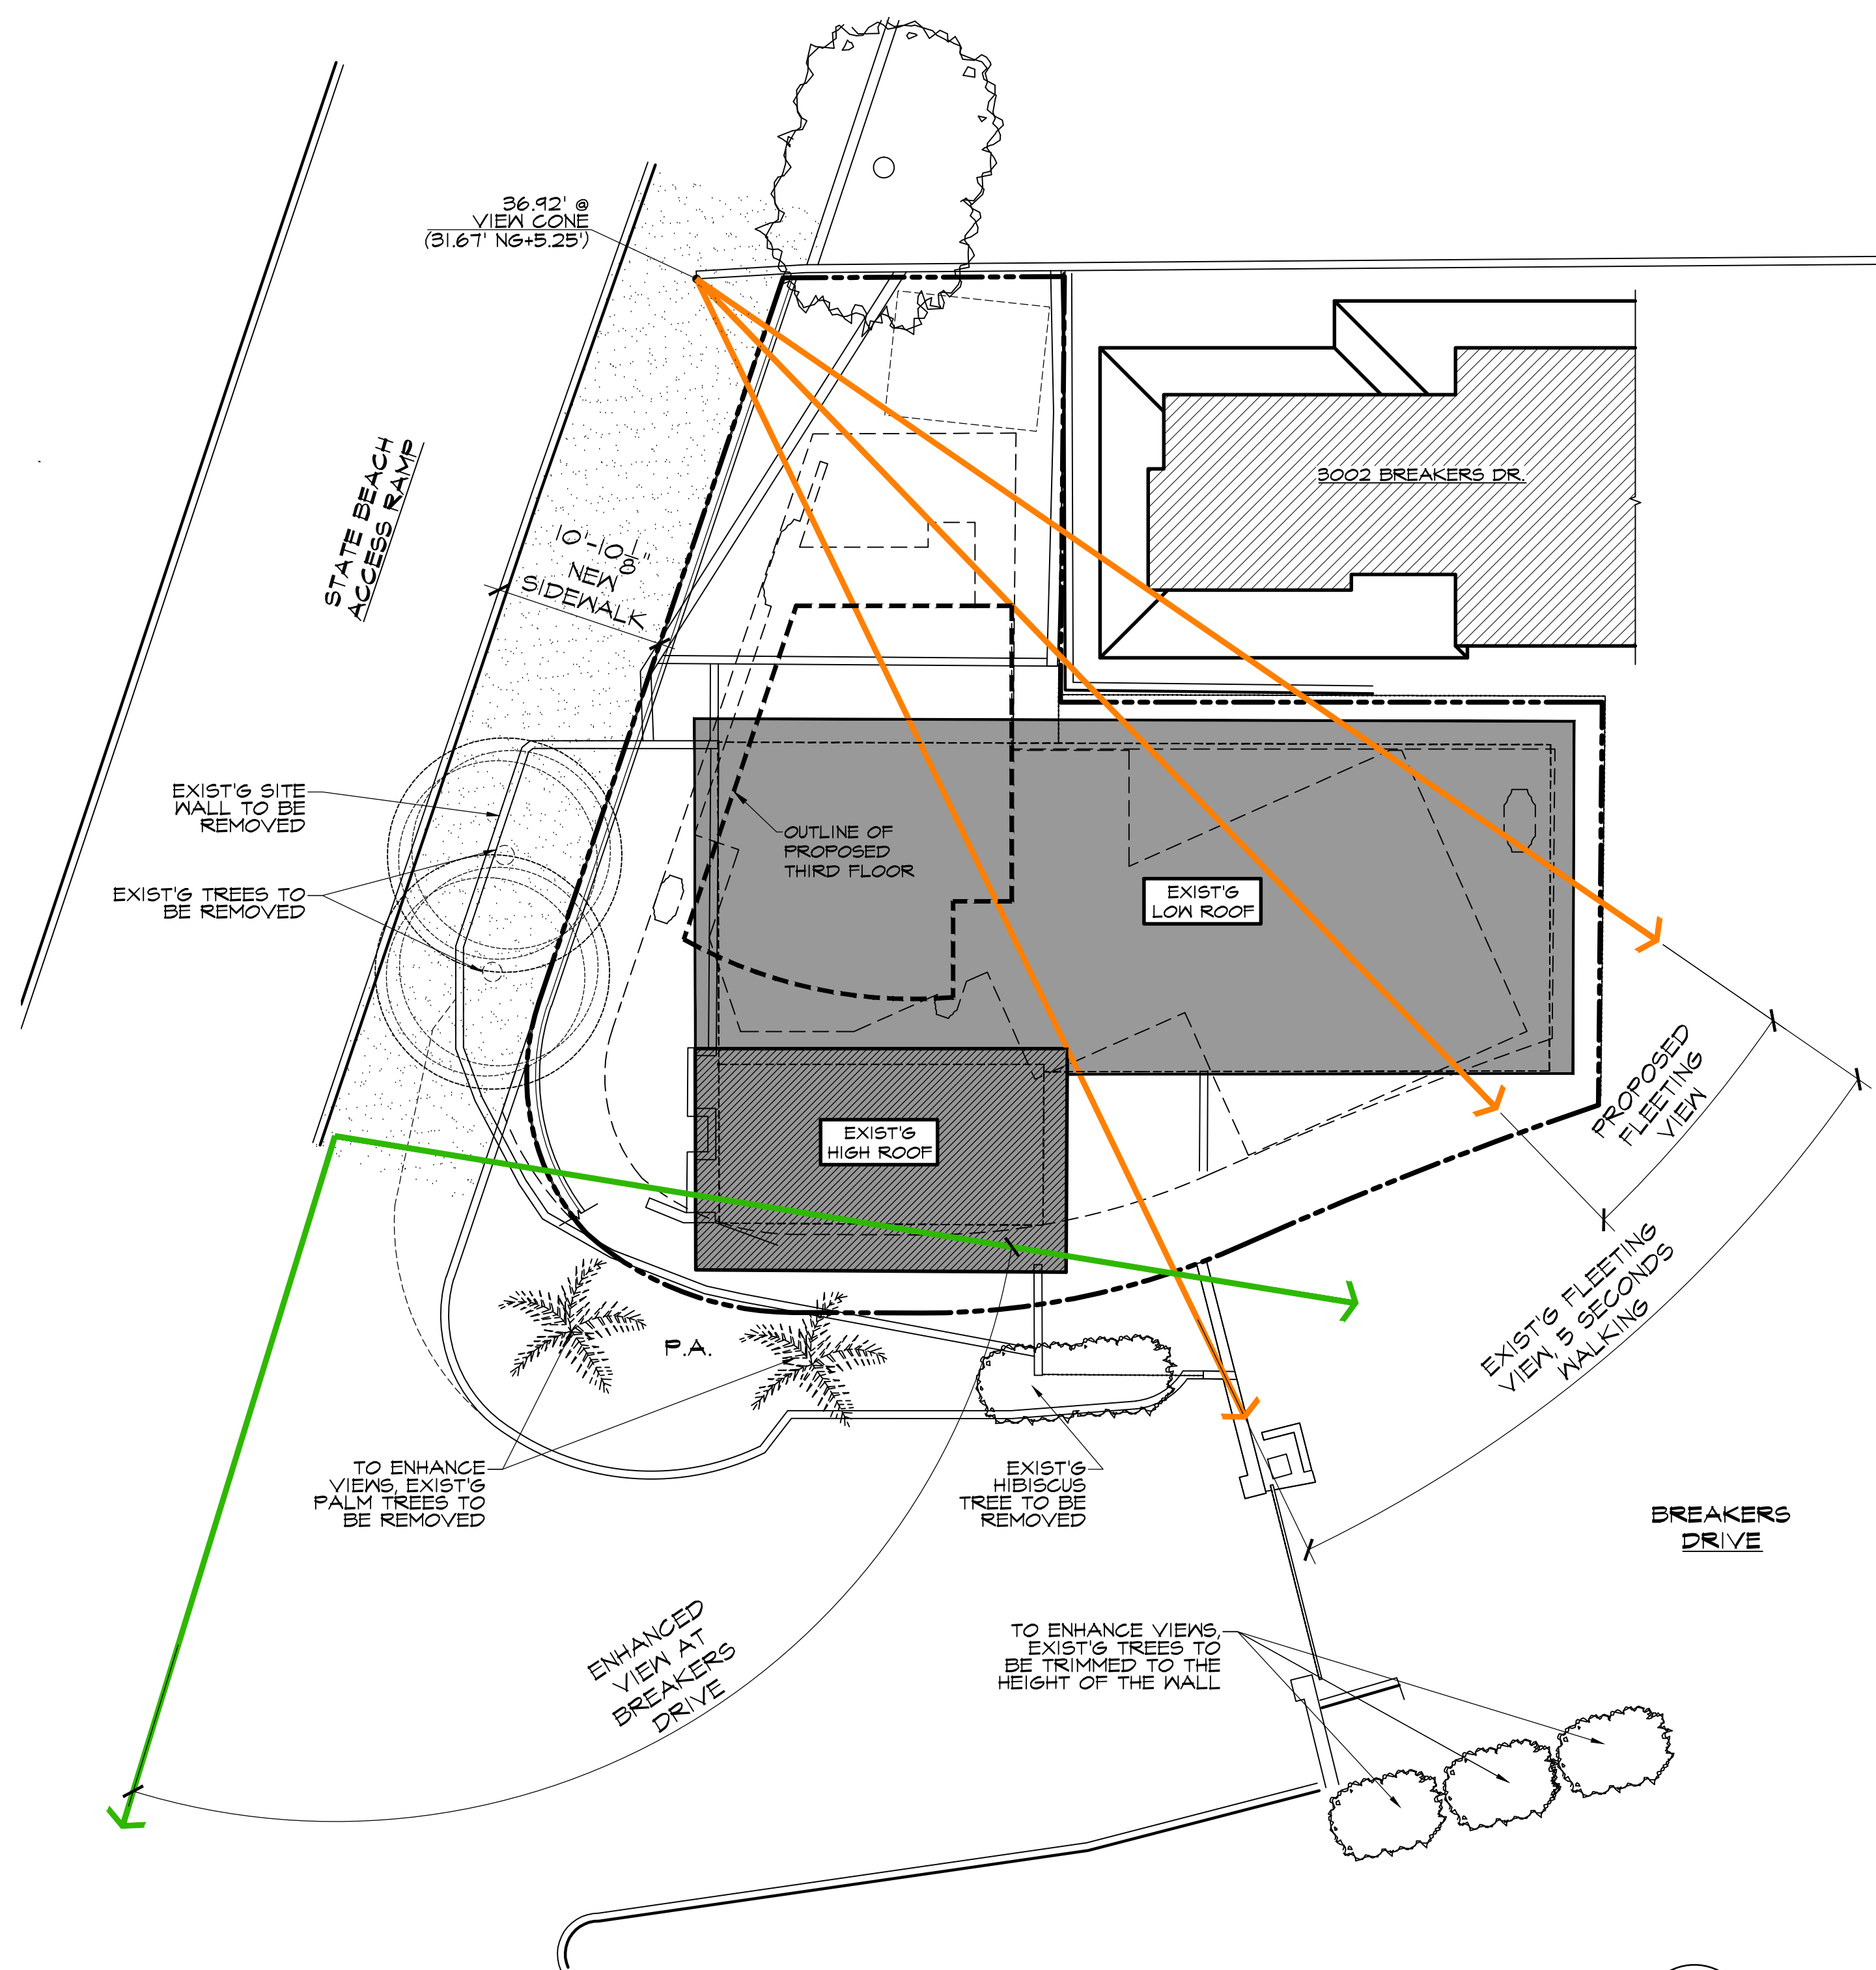 36.92' @
VIEW CONE
(31.67' NG+5.25')
STATE BEACH
ACCESS RAMP
10'-10 1/8"
NEW
SIDEWALK
3002 BREAKERS DR.
EXIST'G SITE
WALL TO BE
REMOVED
EXIST'G TREES TO
BE REMOVED
OUTLINE OF
PROPOSED
THIRD FLOOR
EXIST'G
LOW ROOF
EXIST'G
HIGH ROOF
PROPOSED
FLEETING
VIEW
EXIST'G FLEETING
VIEW, 5 SECONDS
WALKING
P.A.
TO ENHANCE
VIEWS, EXIST'G
PALM TREES TO
BE REMOVED
EXIST'G
HIBISCUS
TREE TO BE
REMOVED
BREAKERS
DRIVE
ENHANCED
VIEW AT
BREAKERS
DRIVE
TO ENHANCE VIEWS,
EXIST'G TREES TO
BE TRIMMED TO THE
HEIGHT OF THE WALL